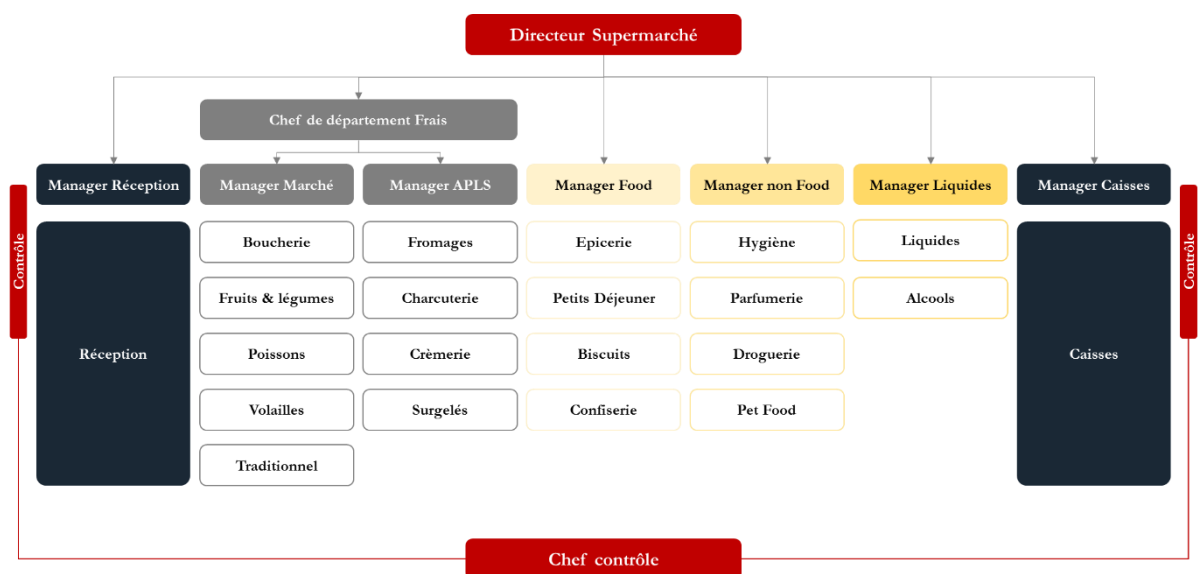 Directeur Supermarché
Chef de département Frais
Manager Réception
Manager Marché
Manager APLS
Manager Food
Manager non Food
Manager Liquides
Manager Caisses
Contrôle
Réception
Boucherie
Fruits & légumes
Poissons
Volailles
Traditionnel
Fromages
Charcuterie
Crèmerie
Surgelés
Epicerie
Petits Déjeuner
Biscuits
Confiserie
Hygiène
Parfumerie
Droguerie
Pet Food
Liquides
Alcools
Caisses
Contrôle
Chef contrôle